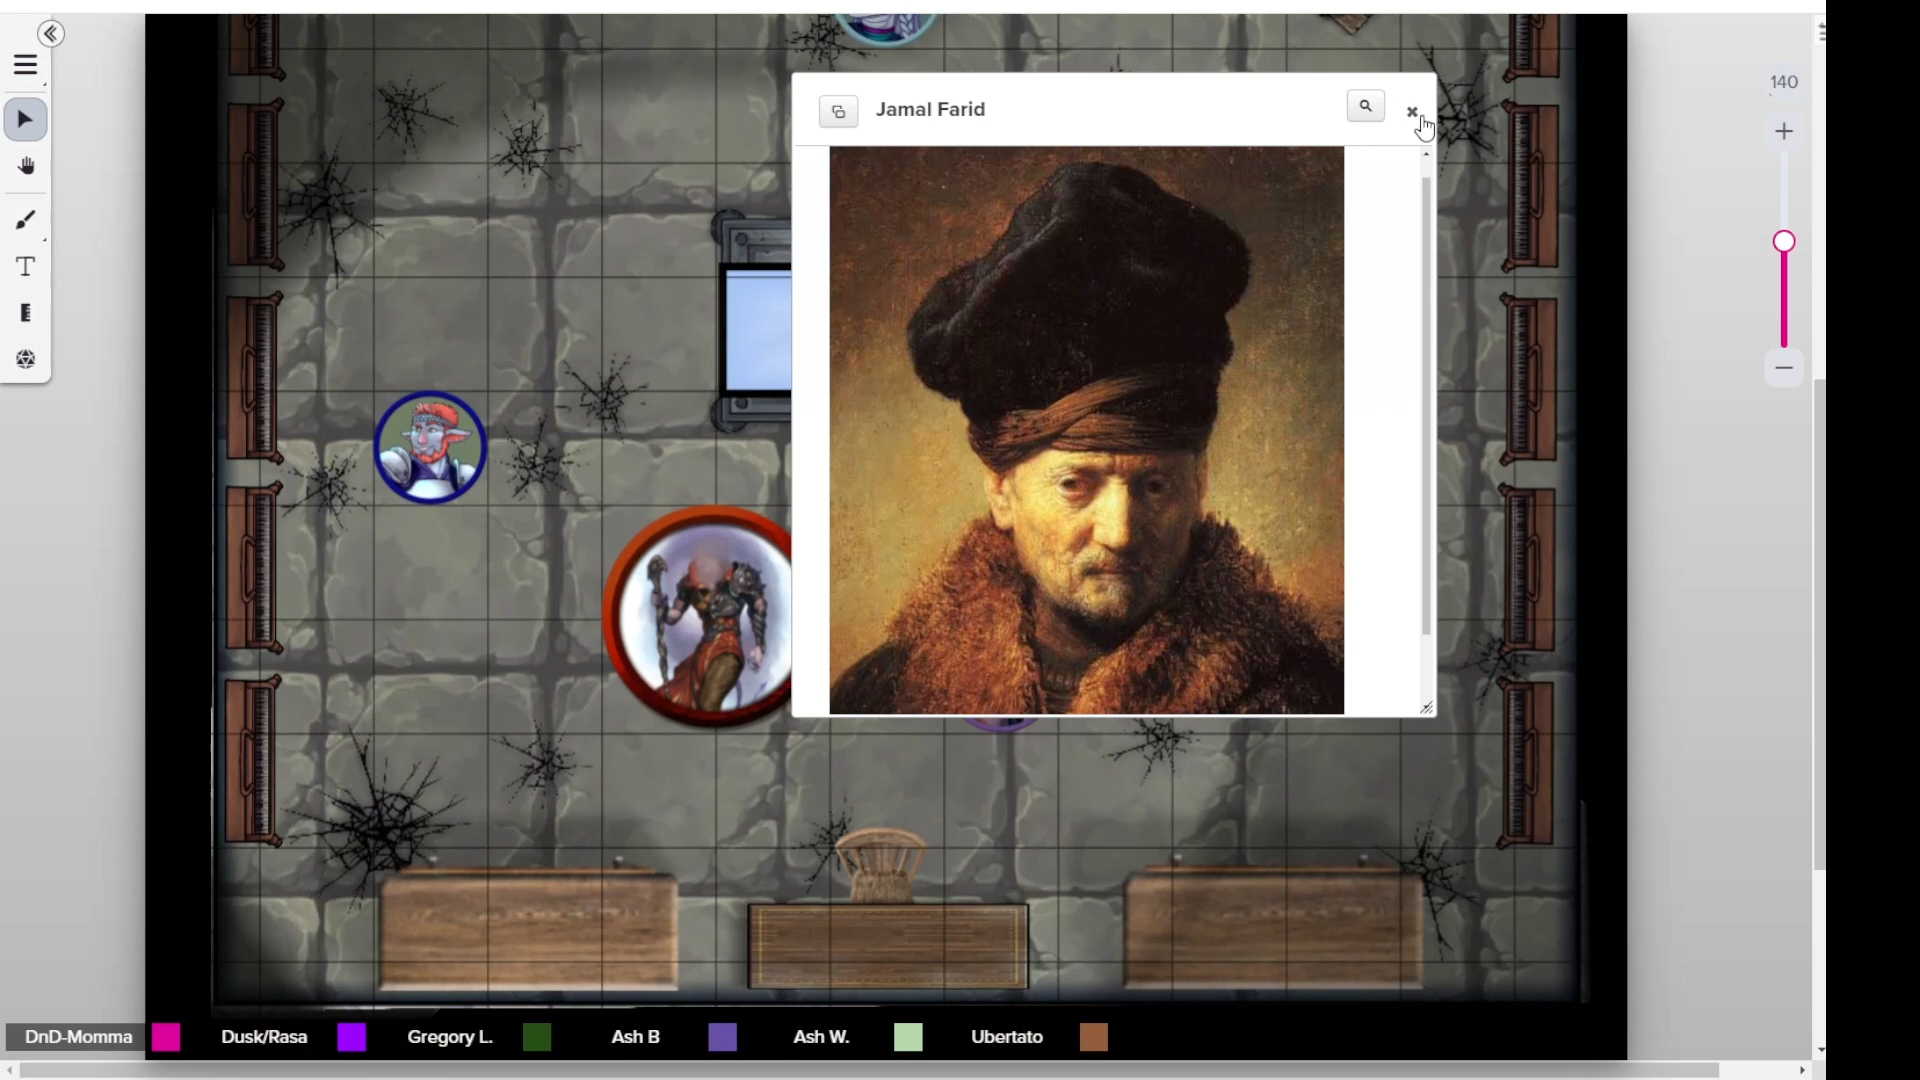 Jamal Farid
140
DnD-Momma Dusk/Rasa Gregory L. Ash B Ash W. Ubertato